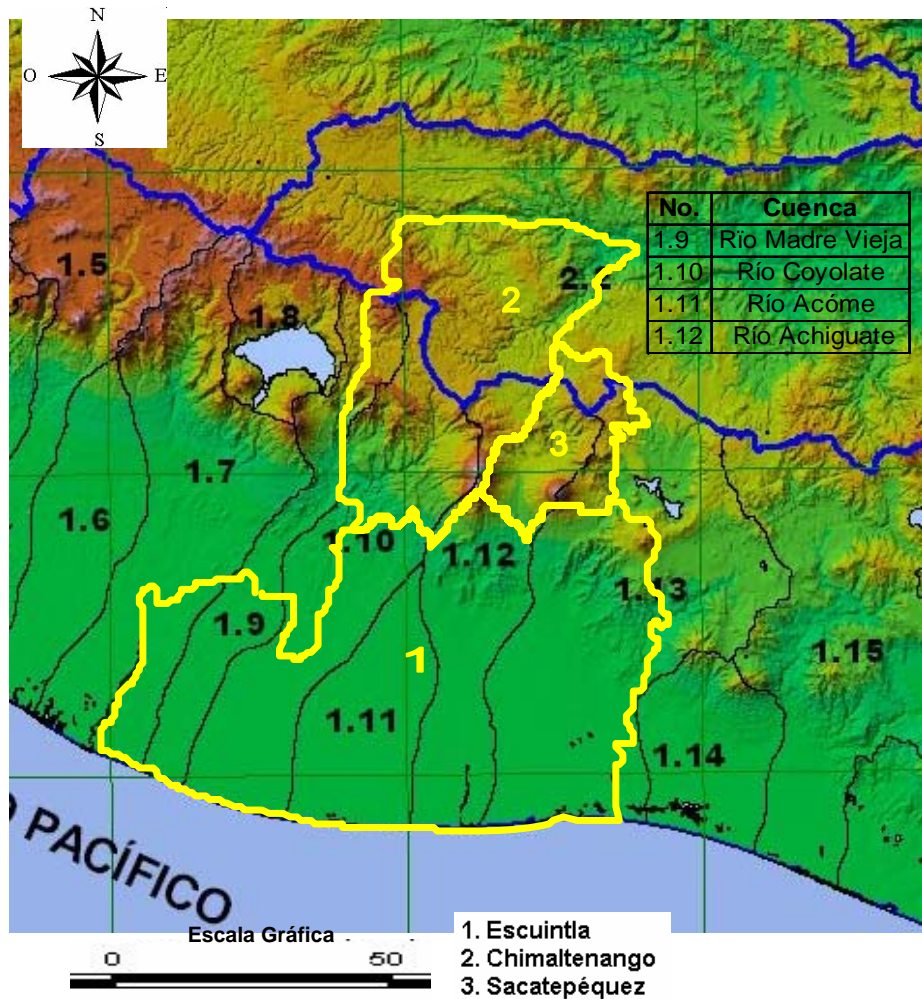 N
O E
S
No. Cuenca
1.9 Rïo Madre Vieja
1.10 Río Coyolate
1.11 Río Acóme
1.12 Río Achiguate
1.5
2
2.2
1.8
3
1.7
1.6
1.10
1.12
1.13
1.9
1
1.15
1.11
1.14
O PACÍFICO
Escala Gráfica
0 50
1. Escuintla
2. Chimaltenango
3. Sacatepéquez